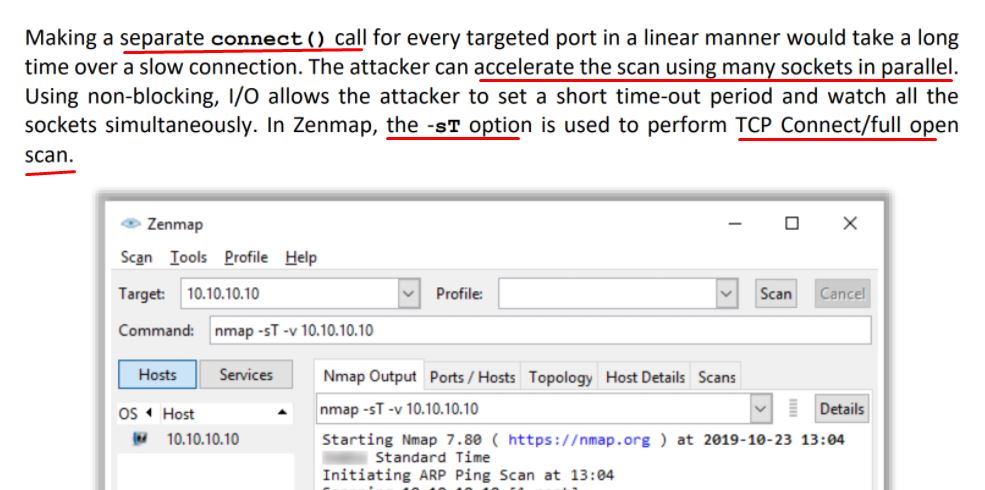 Making a separate connect() call for every targeted port in a linear manner would take a long
time over a slow connection. The attacker can accelerate the scan using many sockets in parallel.
Using non-blocking, I/O allows the attacker to set a short time-out period and watch all the
sockets simultaneously. In Zenmap, the -sT option is used to perform TCP Connect/full open
scan.
Zenmap
Scan Tools Profile Help
Target: 10.10.10.10 Profile: Scan Cancel
Command: nmap -sT -v 10.10.10.10
Hosts Services Nmap Output Ports / Hosts Topology Host Details Scans
OS Host nmap -sT -v 10.10.10.10 Details
10.10.10.10
Starting Nmap 7.80 ( https://nmap.org ) at 2019-10-23 13:04
Standard Time
Initiating ARP Ping Scan at 13:04